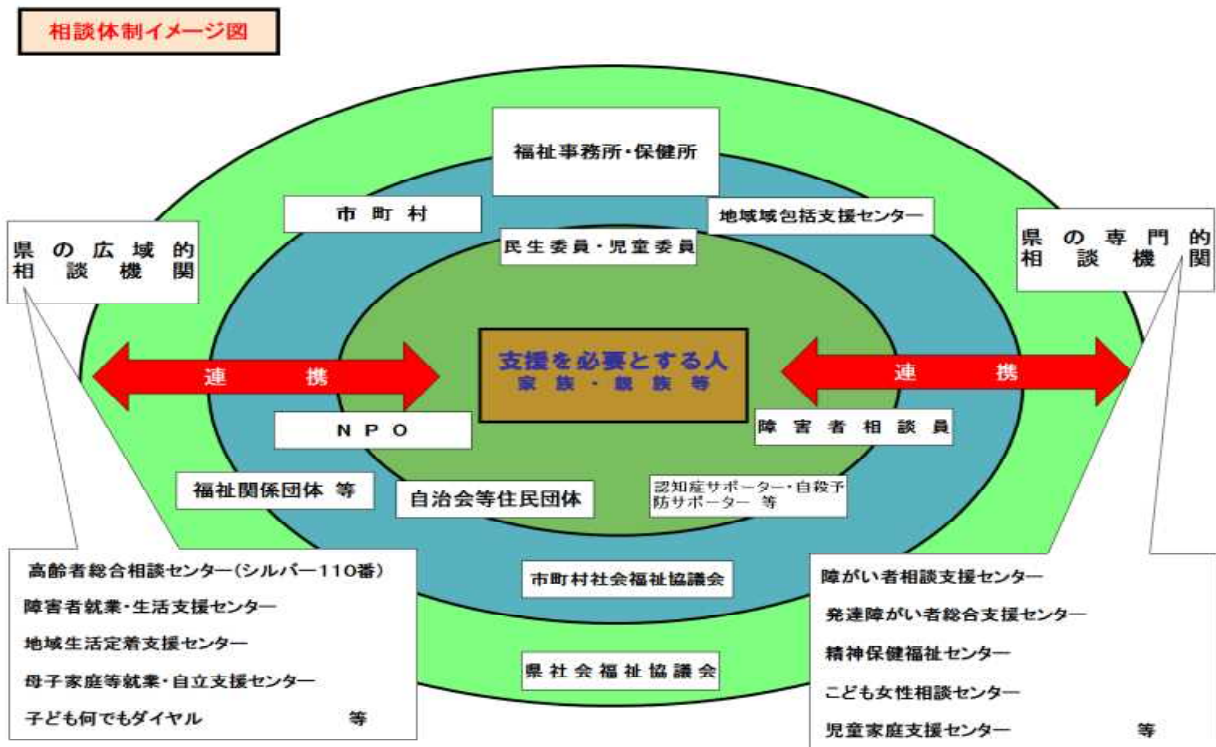 相談体制イメージ図
福祉事務所・保健所
市町村
地域域包括支援センター
民生委員・児童委員
県の広域的
相談機関
県の専門的
相談機関
支援を必要とする人
家族・親族等
連携
連携
NPO
障害者相談員
福祉関係団体 等
自治会等住民団体
認知症サポーター・自殺予
防サポーター 等
市町村社会福祉協議会
県社会福祉協議会
高齢者総合相談センター(シルバー110番)
障害者就業・生活支援センター
地域生活定着支援センター
母子家庭等就業・自立支援センター
子ども何でもダイヤル 等
障がい者相談支援センター
発達障がい者総合支援センター
精神保健福祉センター
こども女性相談センター
児童家庭支援センター 等